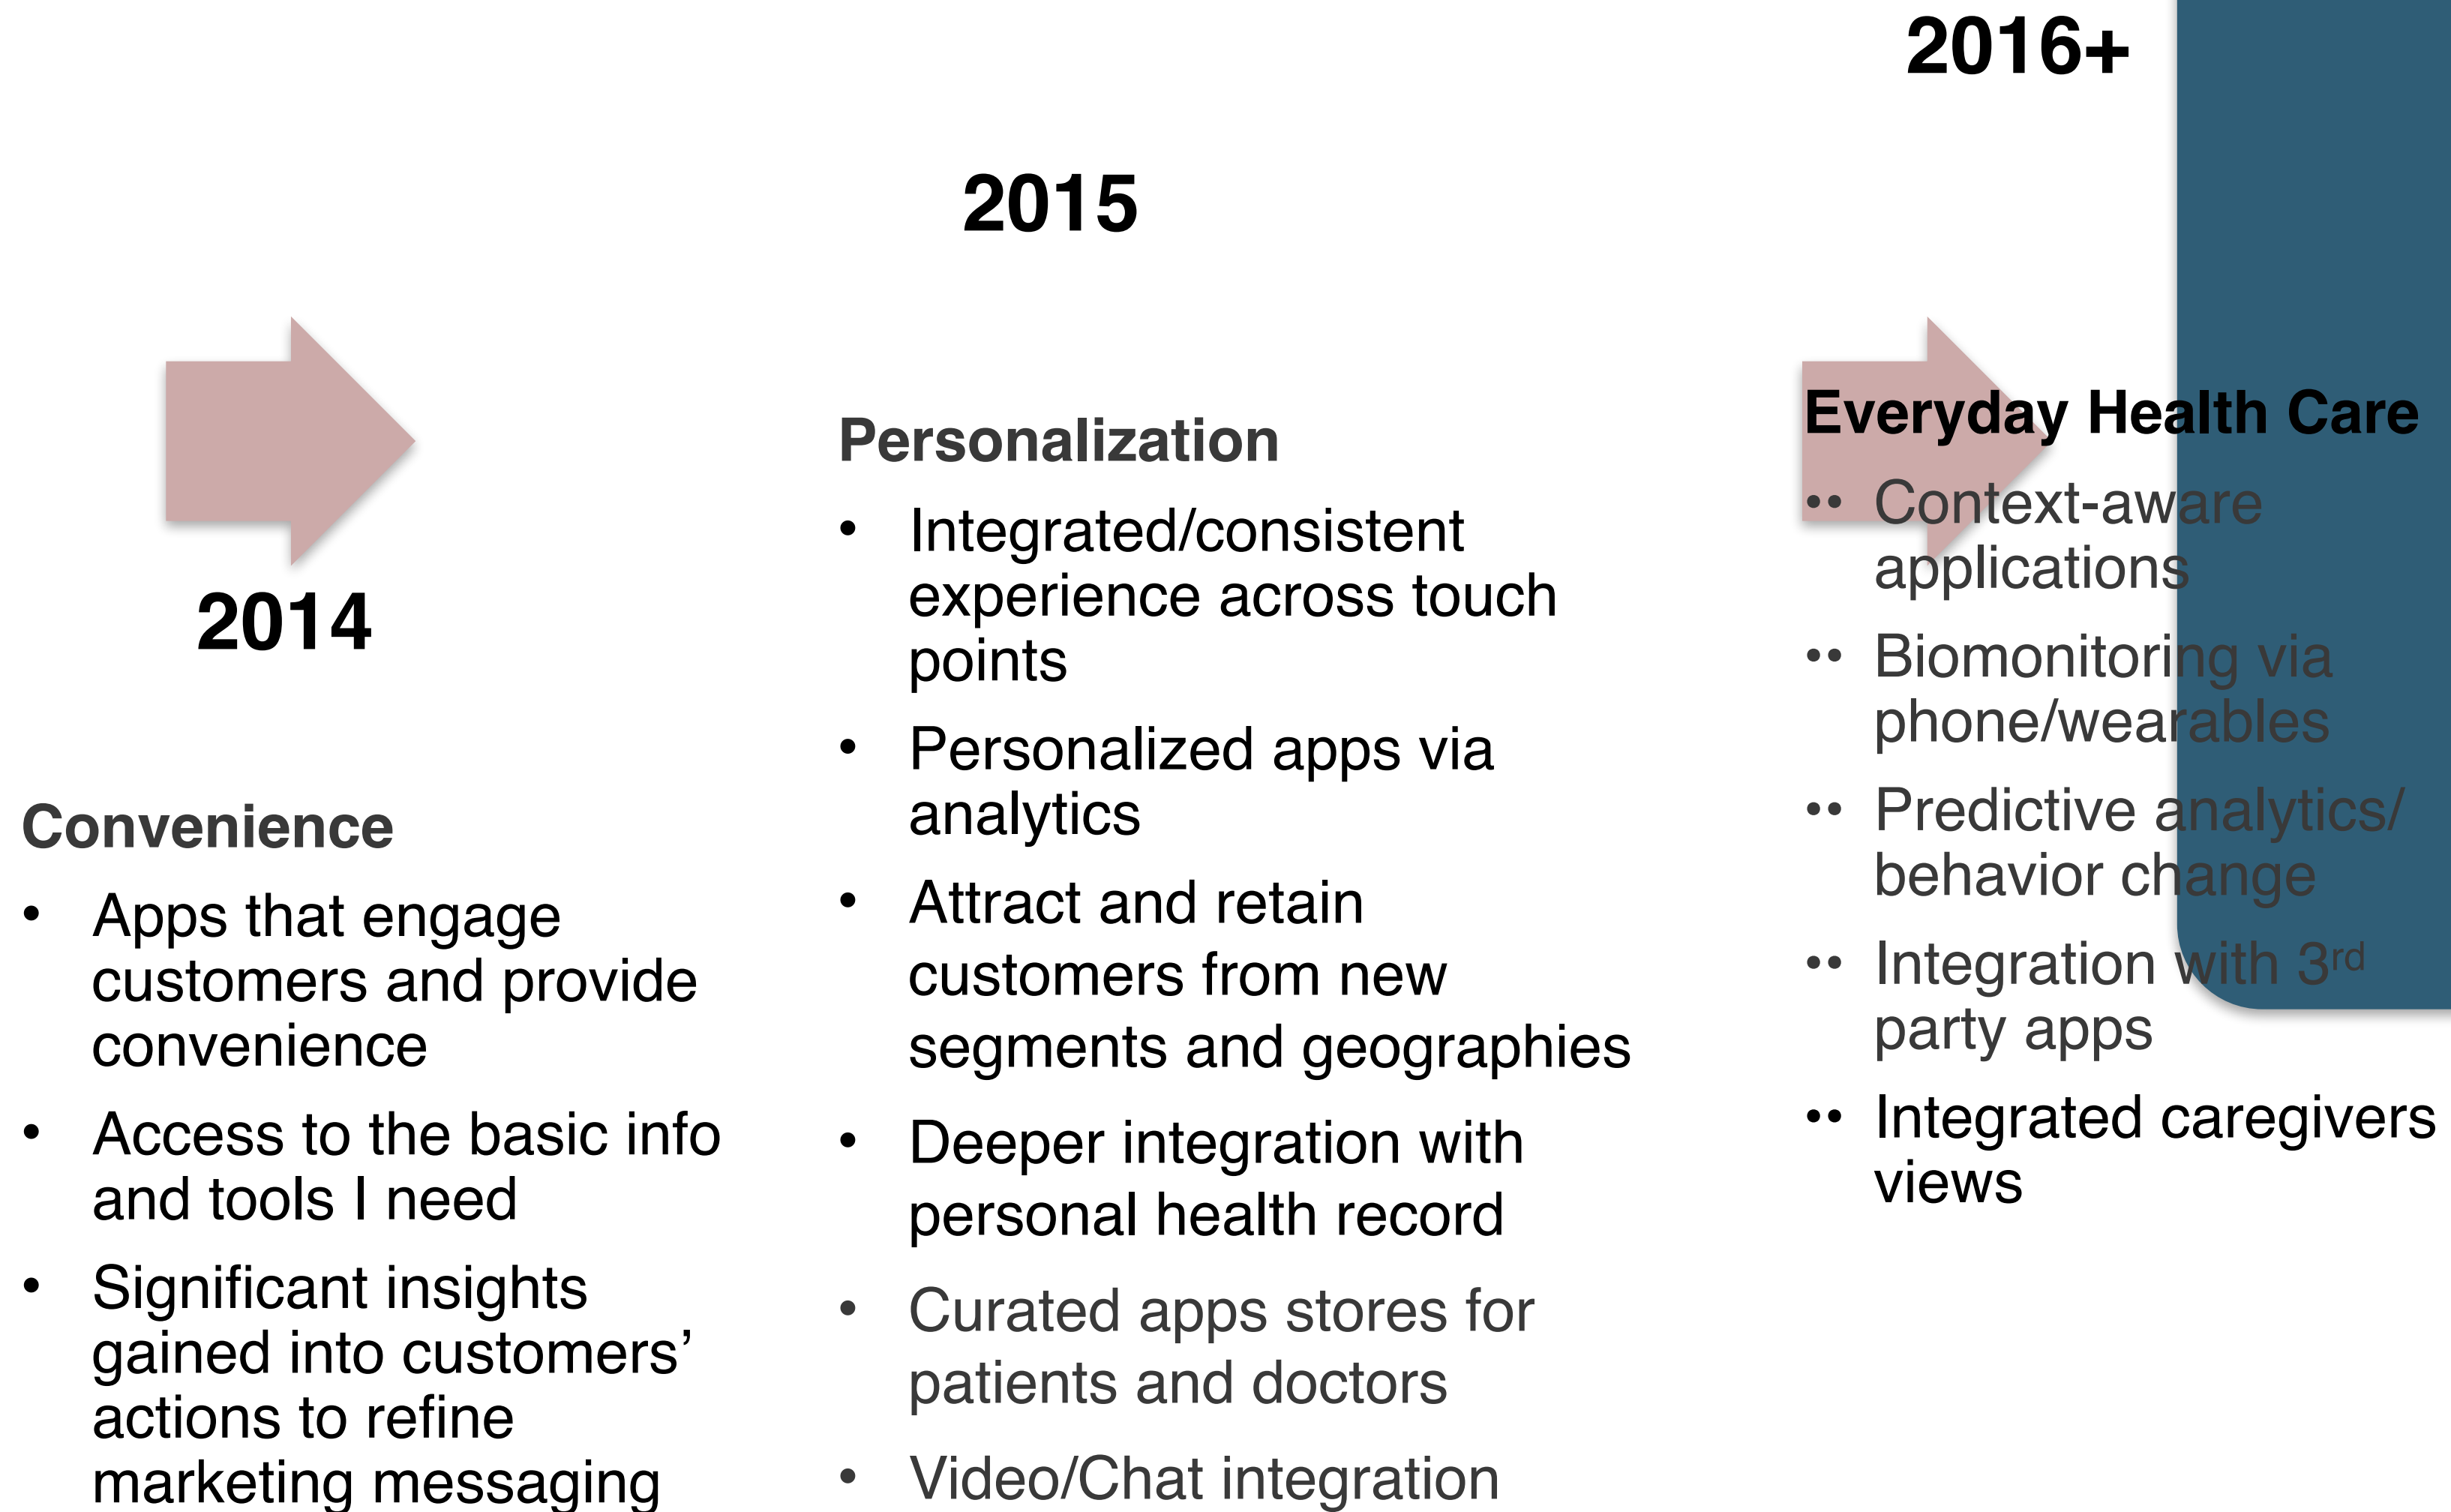 2014
Convenience
• Apps that engage
customers and provide
convenience
• Access to the basic info
and tools I need
• Significant insights
gained into customers’
actions to refine
marketing messaging
2015
Personalization
• Integrated/consistent
experience across touch
points
• Personalized apps via
analytics
• Attract and retain
customers from new
segments and geographies
• Deeper integration with
personal health record
• Curated apps stores for
patients and doctors
• Video/Chat integration
2016+
Everyday Health Care
•• Context-aware
applications
•• Biomonitoring via
phone/wearables
•• Predictive analytics/
behavior change
•• Integration with 3rd
party apps
•• Integrated caregivers
views